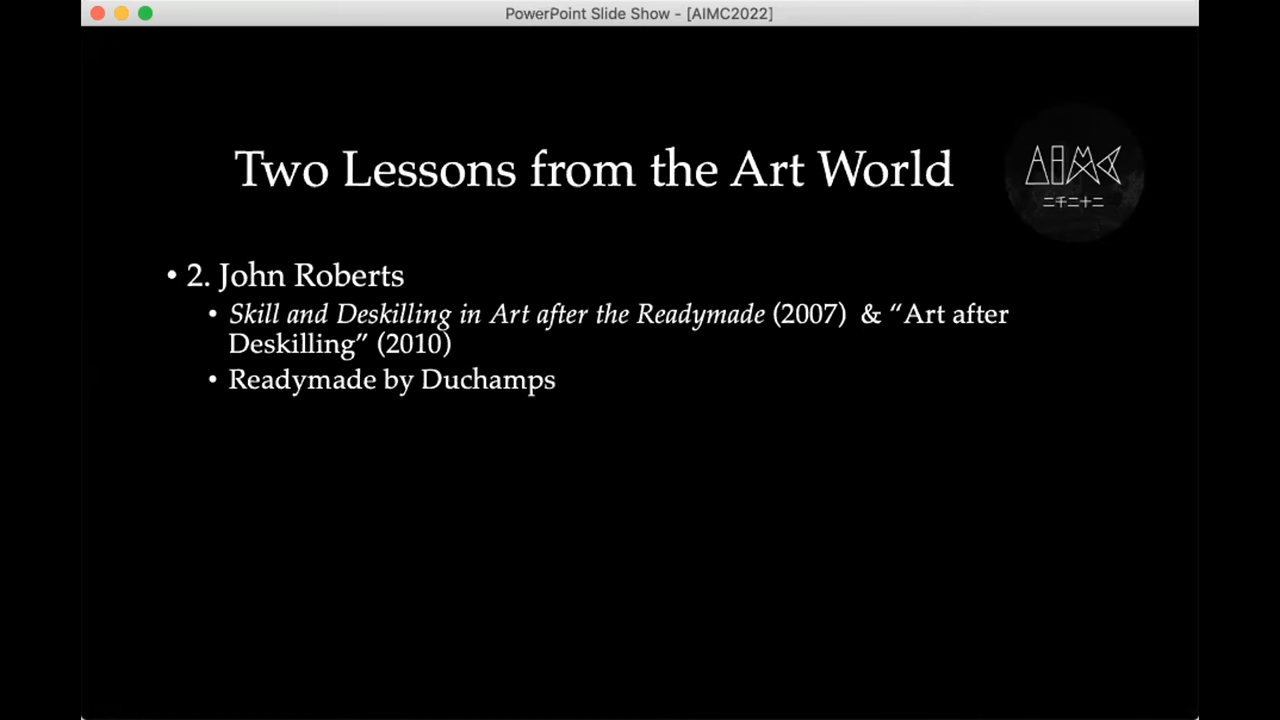 PowerPoint Slide Show - [AIMC2022]
Two Lessons from the Art World
AIMC
二千二十二
• 2. John Roberts
• Skill and Deskilling in Art after the Readymade (2007) & “Art after
Deskilling” (2010)
• Readymade by Duchamps